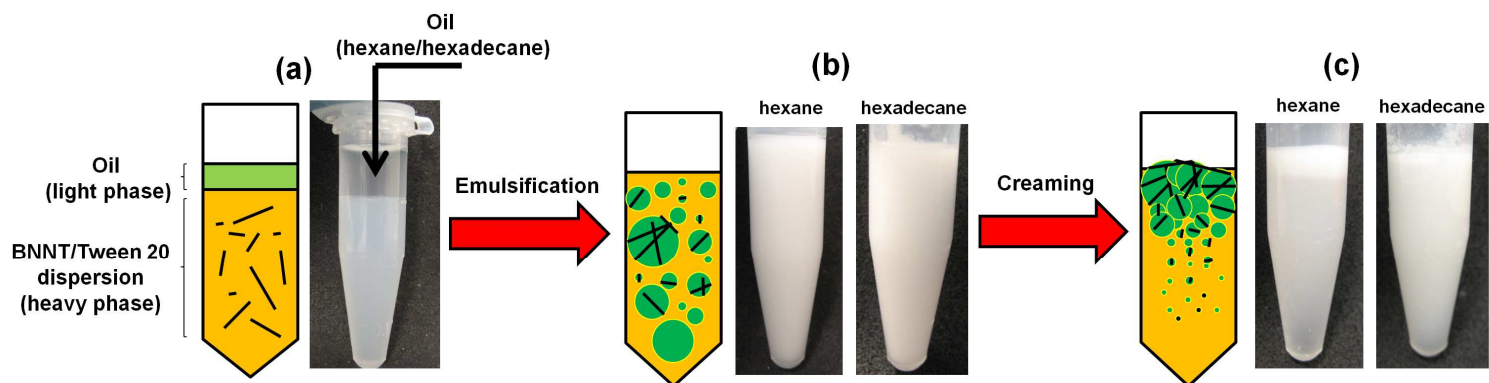 Oil
(hexane/hexadecane)
(a)
Oil
(light phase)
BNNT/Tween 20
dispersion
(heavy phase)
Emulsification
(b)
hexane
hexadecane
Creaming
(c)
hexane
hexadecane